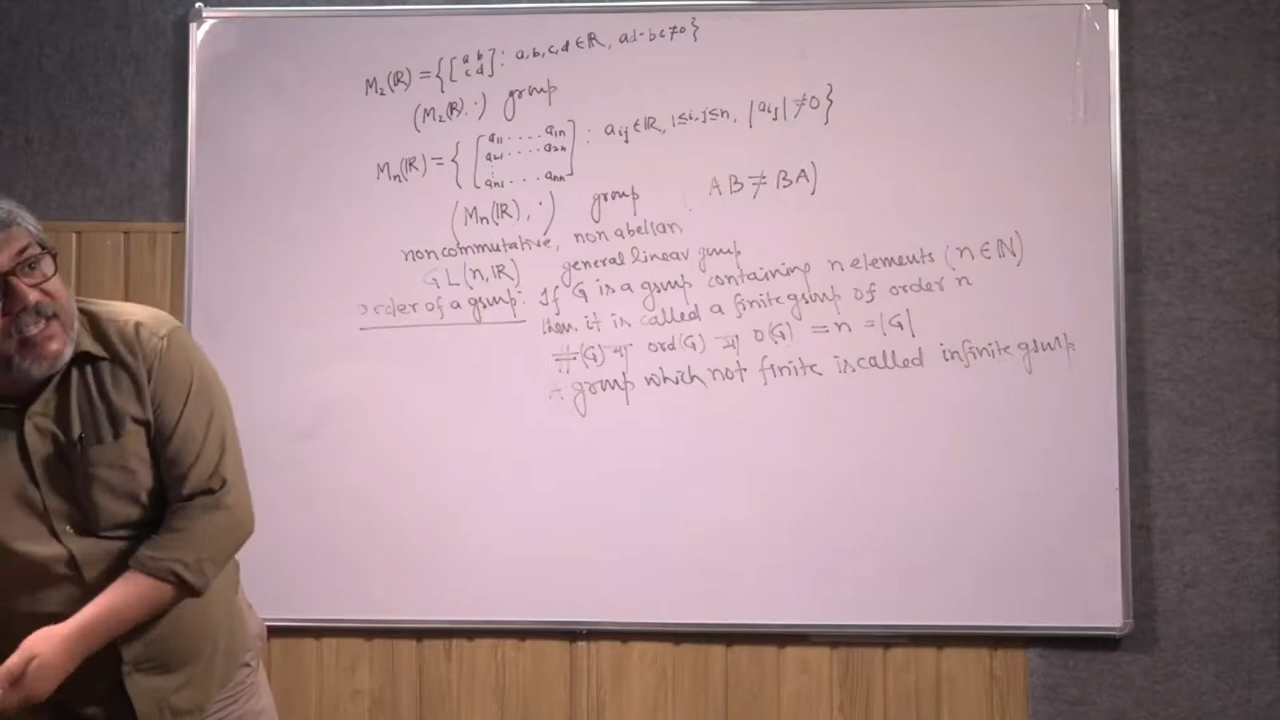 M₂(ℝ) = { [ a b c d ] : a, b, c, d ∈ ℝ, ad - bc ≠ 0 }
(M₂(ℝ), ·) group
Mₙ(ℝ) = { [ a₁₁ .... a₁ₙ
a₂₁ .... a₂ₙ
⋮
aₙ₁ ... aₙₙ ] : aᵢⱼ ∈ ℝ, 1≤i,j≤n, |aᵢⱼ| ≠ 0 }
(Mₙ(ℝ), ·) group AB ≠ BA)
noncommutative, non abelian
GL(n, ℝ) general linear group
order of a group: If G is a group containing n elements (n ∈ ℕ)
then it is called a finite group of order n
#(G) या ord(G) या o(G) = n = |G|
group which not finite is called infinite group